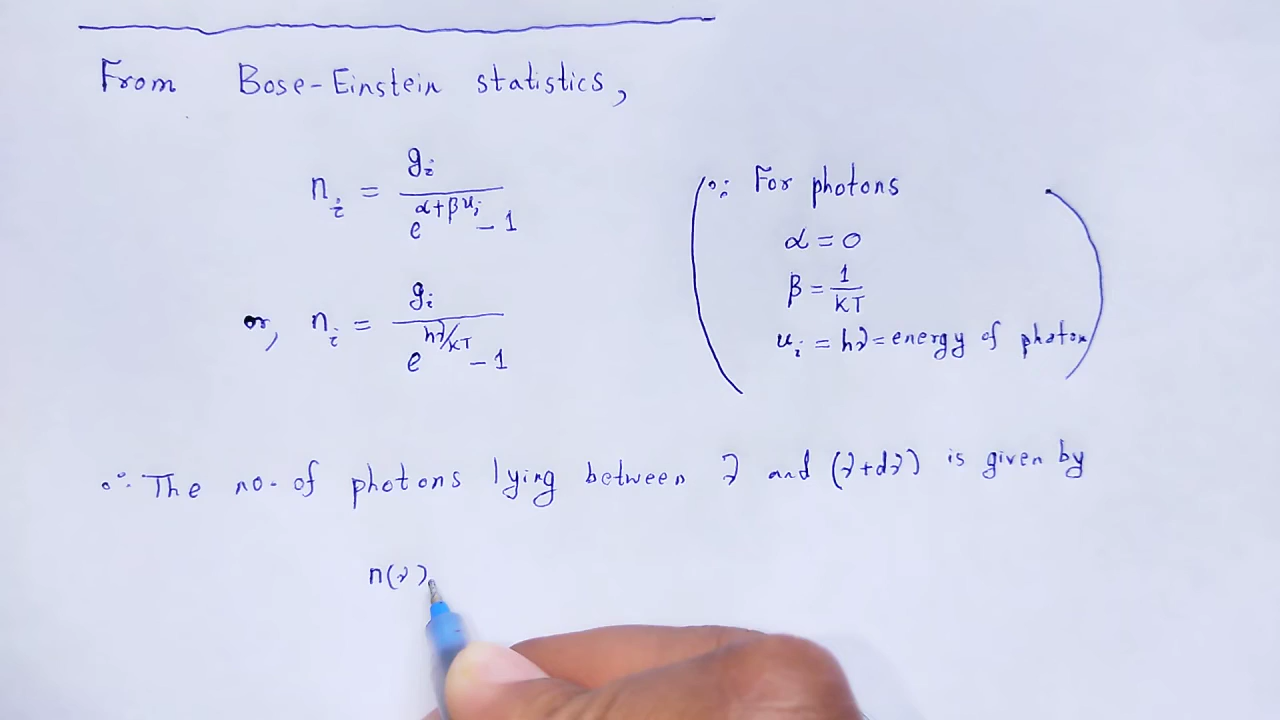 From Bose-Einstein statistics,
nᵢ = gᵢ / (e^(α+βuᵢ) - 1)
or, nᵢ = gᵢ / (e^(hν/KT) - 1)
(∵ For photons
α = 0
β = 1/KT
uᵢ = hν = energy of photon)
∴ The no. of photons lying between ν and (ν+dν) is given by
n(ν)